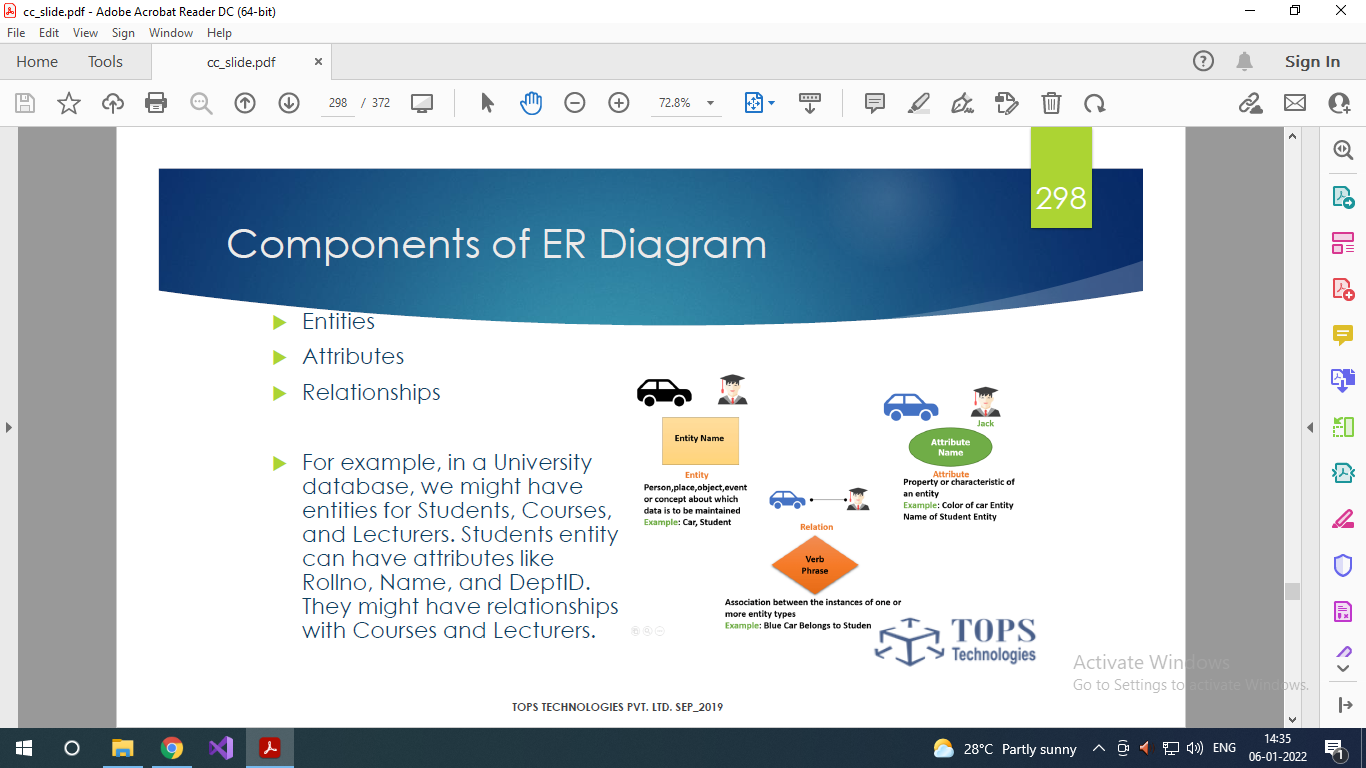 cc_slide.pdf - Adobe Acrobat Reader DC (64-bit)
File Edit View Sign Window Help
Home Tools cc_slide.pdf Sign In
298 / 372 72.8%
298
Components of ER Diagram
Entities
Attributes
Relationships
For example, in a University
database, we might have
entities for Students, Courses,
and Lecturers. Students entity
can have attributes like
Rollno, Name, and DeptID.
They might have relationships
with Courses and Lecturers.
Entity Name
Entity
Person,place,object,event
or concept about which
data is to be maintained
Example: Car, Student
Jack
Attribute
Name
Attribute
Property or characteristic of
an entity
Example: Color of car Entity
Name of Student Entity
Relation
Verb
Phrase
Association between the instances of one or
more entity types
Example: Blue Car Belongs to Studen
TOPS
Technologies
Activate Windows
Go to Settings to activate Windows.
TOPS TECHNOLOGIES PVT. LTD. SEP_2019
28°C Partly sunny ENG
14:35
06-01-2022
1